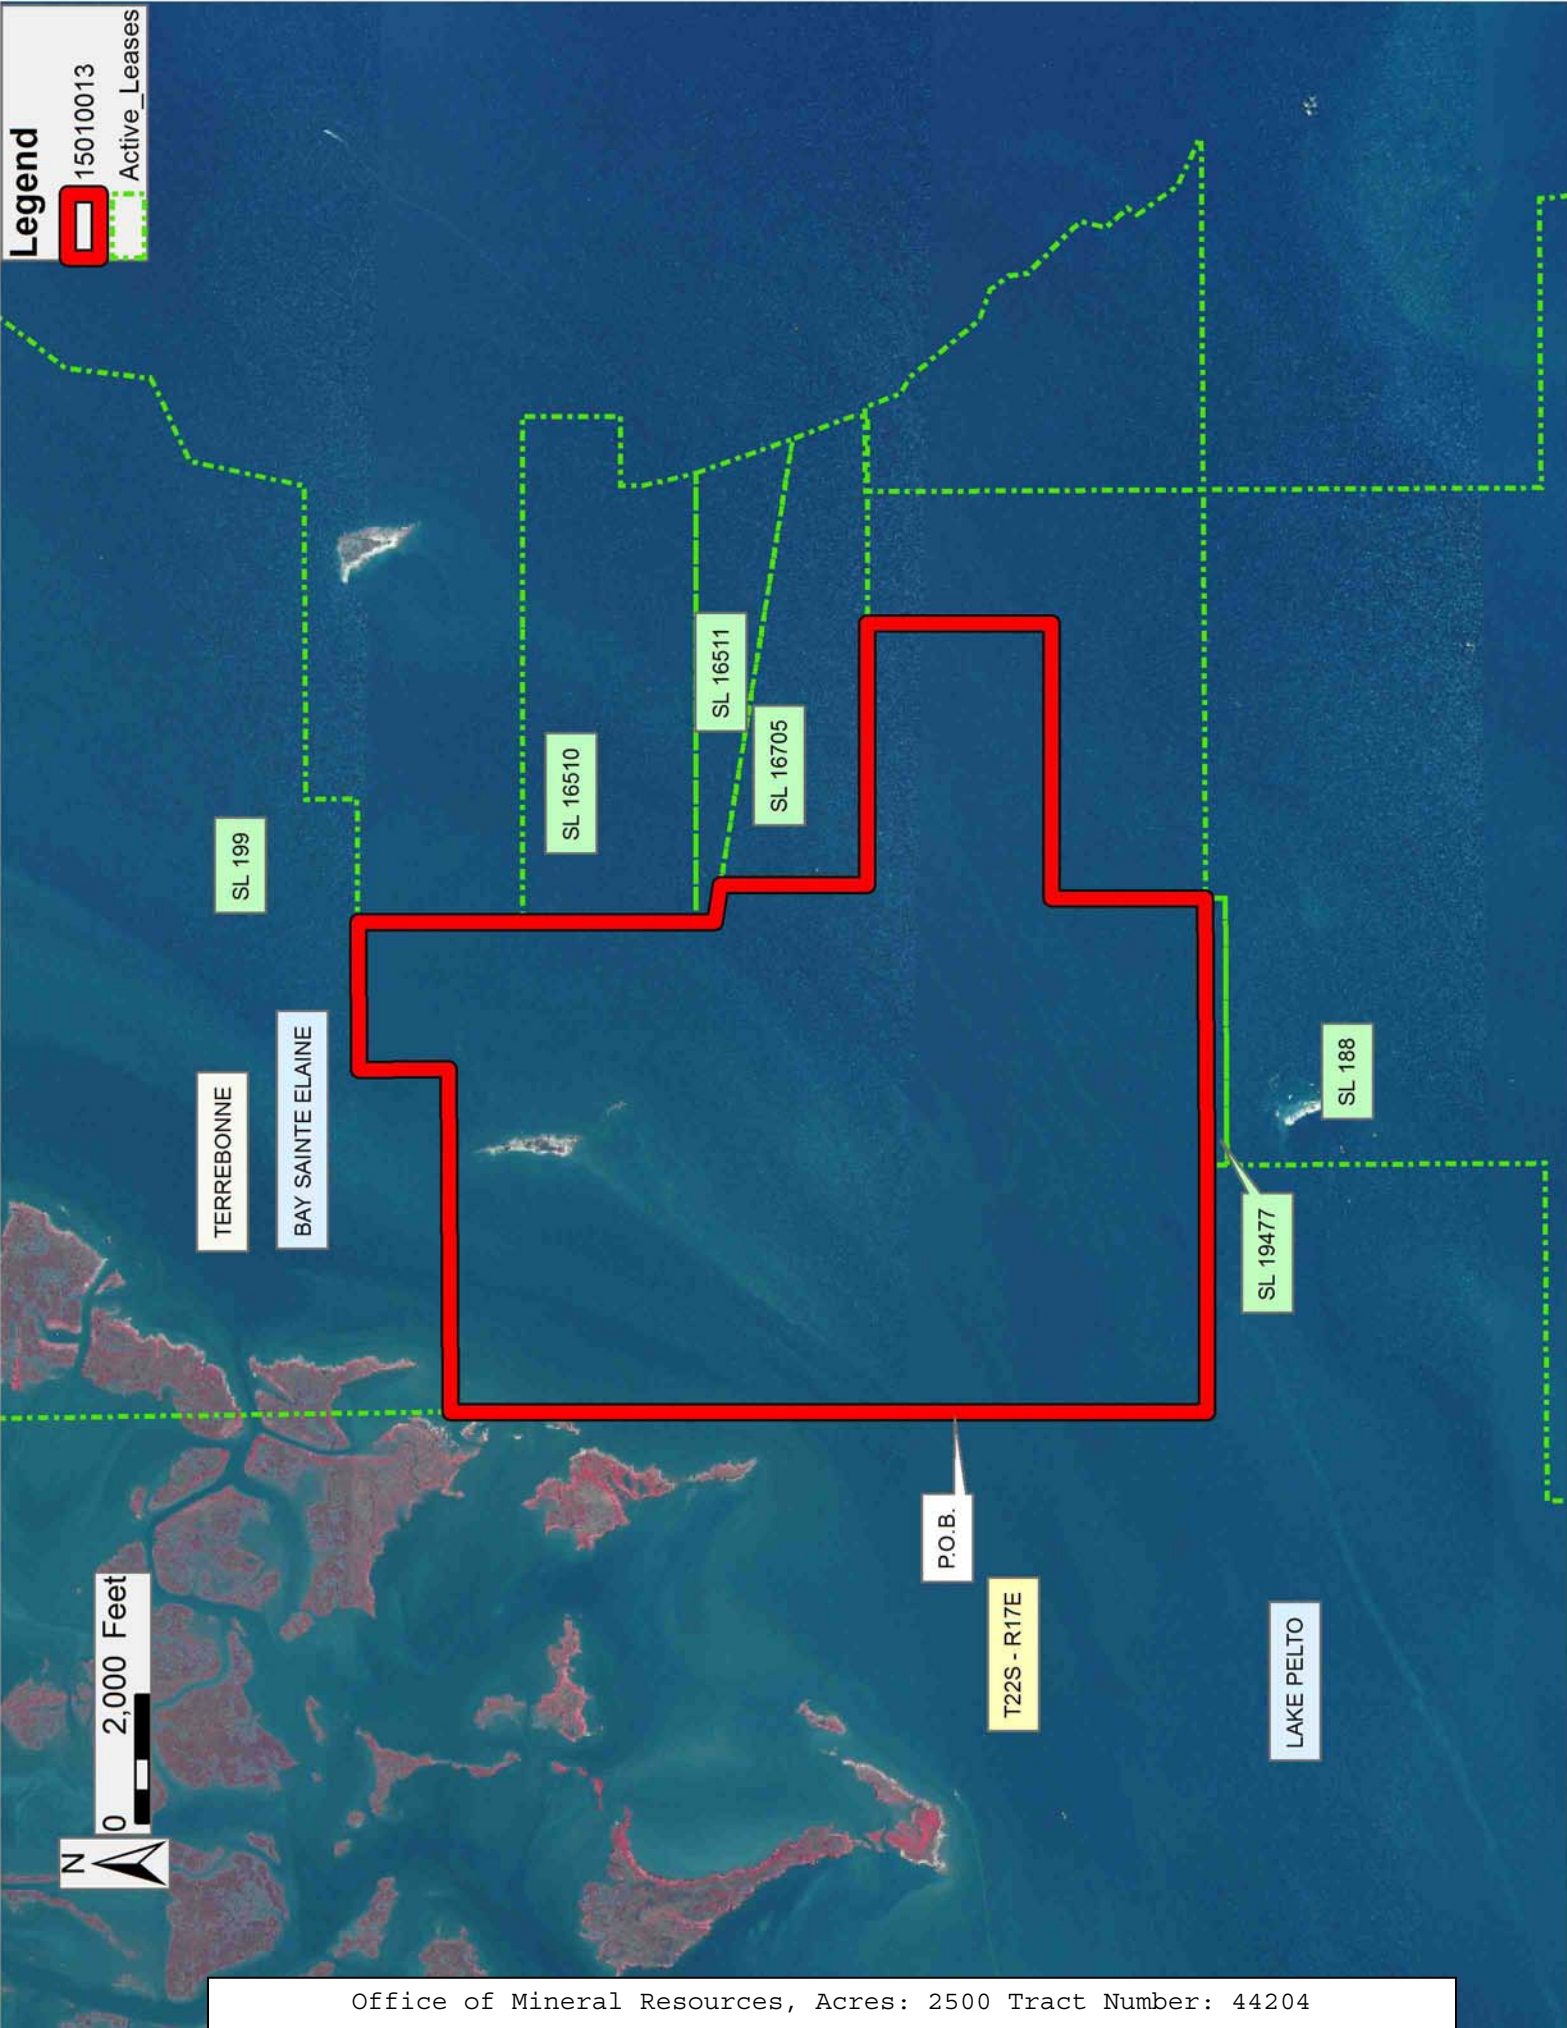 Legend
15010013
Active_Leases
N
0 2,000 Feet
TERREBONNE
BAY SAINTE ELAINE
SL 199
SL 16510
SL 16511
SL 16705
P.O.B.
T22S - R17E
SL 19477
SL 188
LAKE PELTO
Office of Mineral Resources, Acres: 2500 Tract Number: 44204